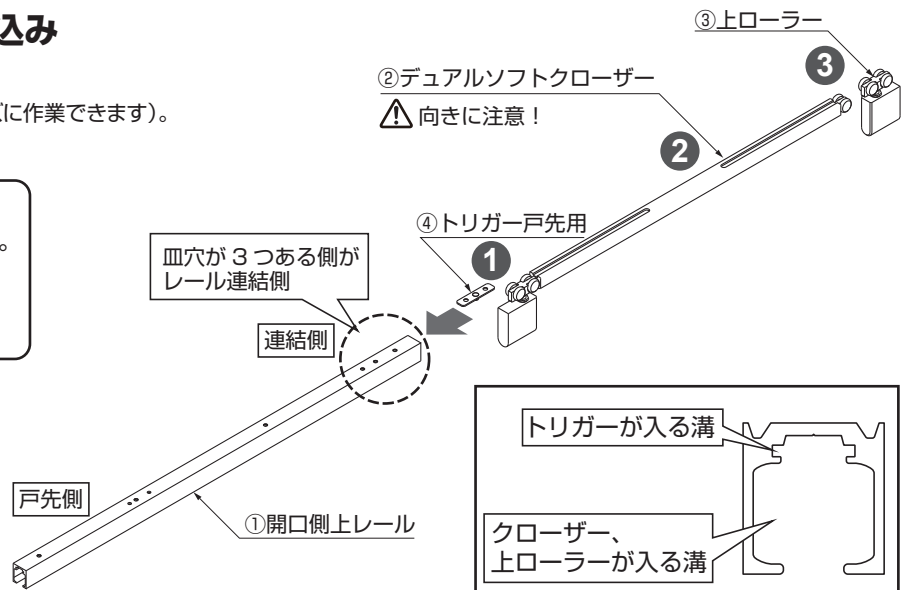 込み
に作業できます）。
。
③上ローラー
3
②デュアルソフトクローザー
⚠ 向きに注意！
2
④トリガー戸先用
1
皿穴が3つある側が
レール連結側
連結側
戸先側
①開口側上レール
トリガーが入る溝
クローザー、
上ローラーが入る溝